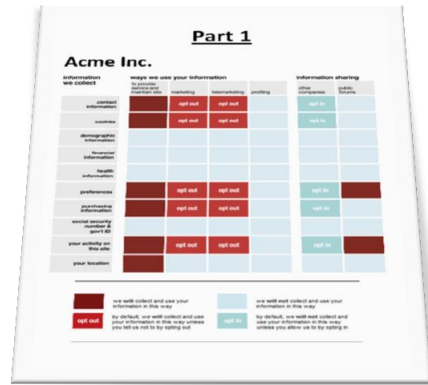 Part 1
Acme Inc.
information
we collect
ways we use your information
information sharing
to provide
service and
maintain site
marketing
telemarketing
profiling
other
companies
public
forums
contact
information
opt out
opt out
opt in
cookies
opt out
opt out
opt in
demographic
information
financial
information
health
information
preferences
opt out
opt out
opt in
purchasing
information
opt out
opt out
opt in
social security
number &
gov't ID
your activity on
this site
opt out
opt out
opt in
your location
we will collect and use your
information in this way
we will not collect and use your
information in this way
opt out
by default, we will collect and use
your information in this way unless
you tell us not to by opting out
opt in
by default, we will not collect and
use your information in this way
unless you allow us to by opting in